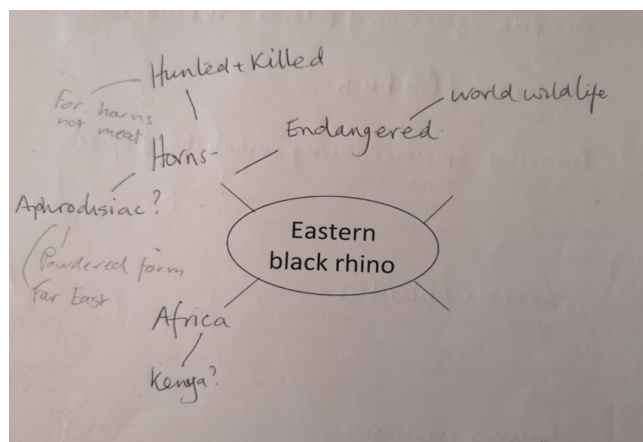 Hunted + Killed
For horns
not meat
world wildlife
Endangered.
Horns-
Aphrodisiac?
Powdered form
Far East
Eastern
black rhino
Africa
Kenya?